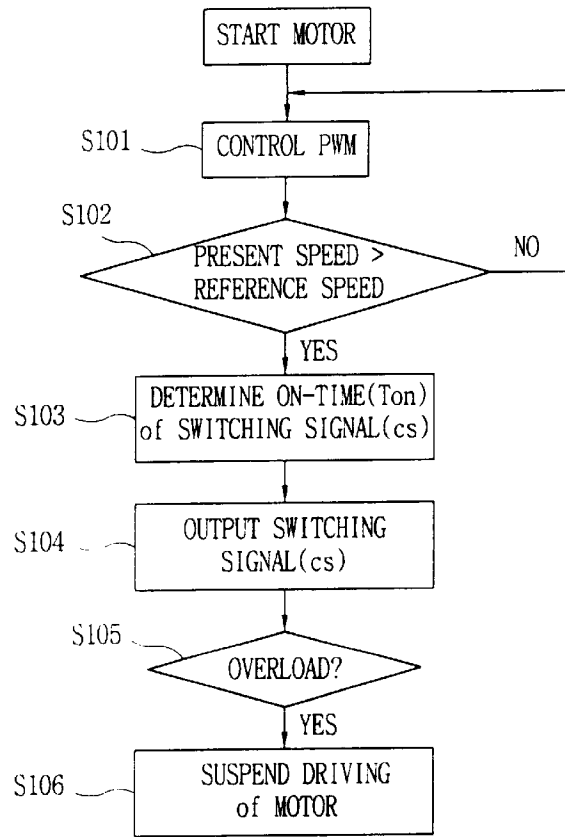 START MOTOR
S101
CONTROL PWM
S102
PRESENT SPEED >
REFERENCE SPEED
NO
YES
S103
DETERMINE ON-TIME(Ton)
of SWITCHING SIGNAL(cs)
S104
OUTPUT SWITCHING
SIGNAL(cs)
S105
OVERLOAD?
YES
S106
SUSPEND DRIVING
of MOTOR